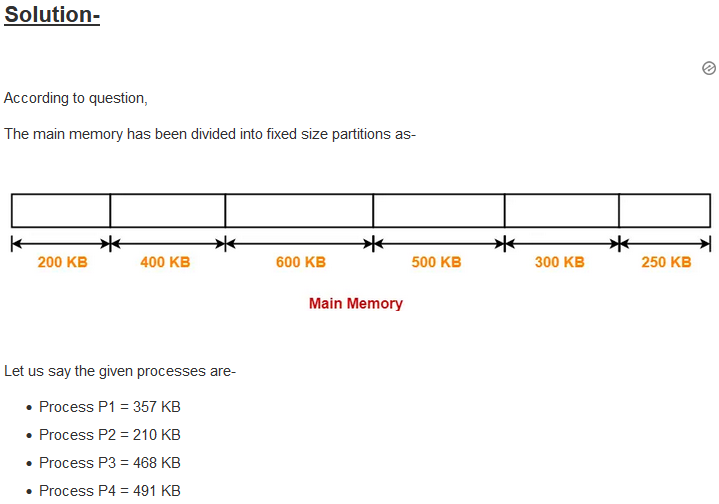 Solution-
According to question,
The main memory has been divided into fixed size partitions as-
200 KB 400 KB 600 KB 500 KB 300 KB 250 KB
Main Memory
Let us say the given processes are-
• Process P1 = 357 KB
• Process P2 = 210 KB
• Process P3 = 468 KB
• Process P4 = 491 KB